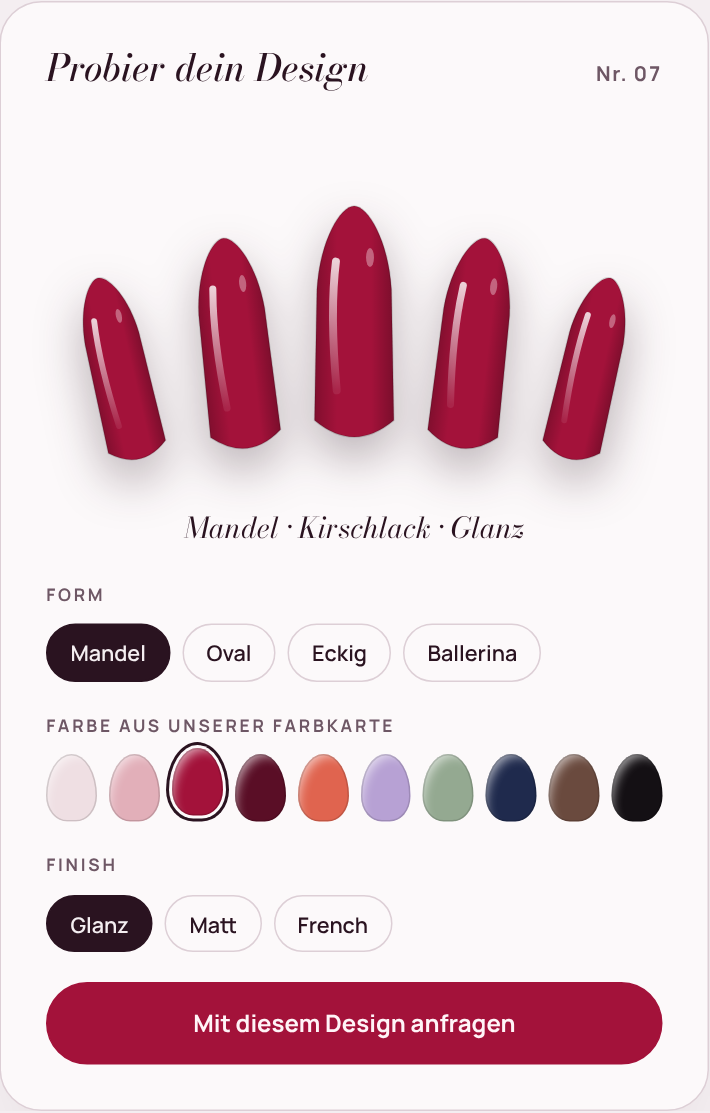 Probier dein Design
Nr. 07
Mandel · Kirschlack · Glanz
FORM
Mandel Oval Eckig Ballerina
FARBE AUS UNSERER FARBKARTE
FINISH
Glanz Matt French
Mit diesem Design anfragen